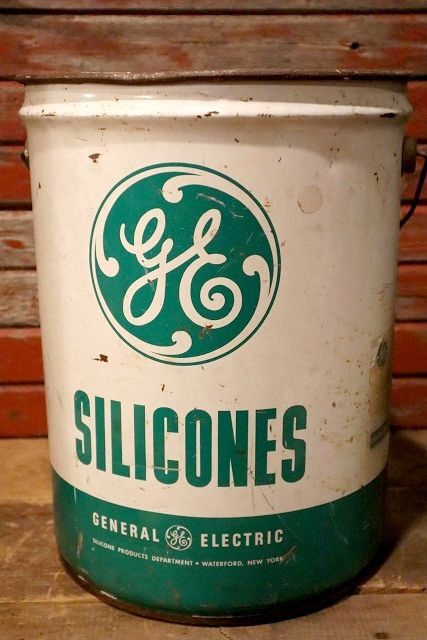 GE
SILICONES
GENERAL GE ELECTRIC
SILICONE PRODUCTS DEPARTMENT • WATERFORD, NEW YORK